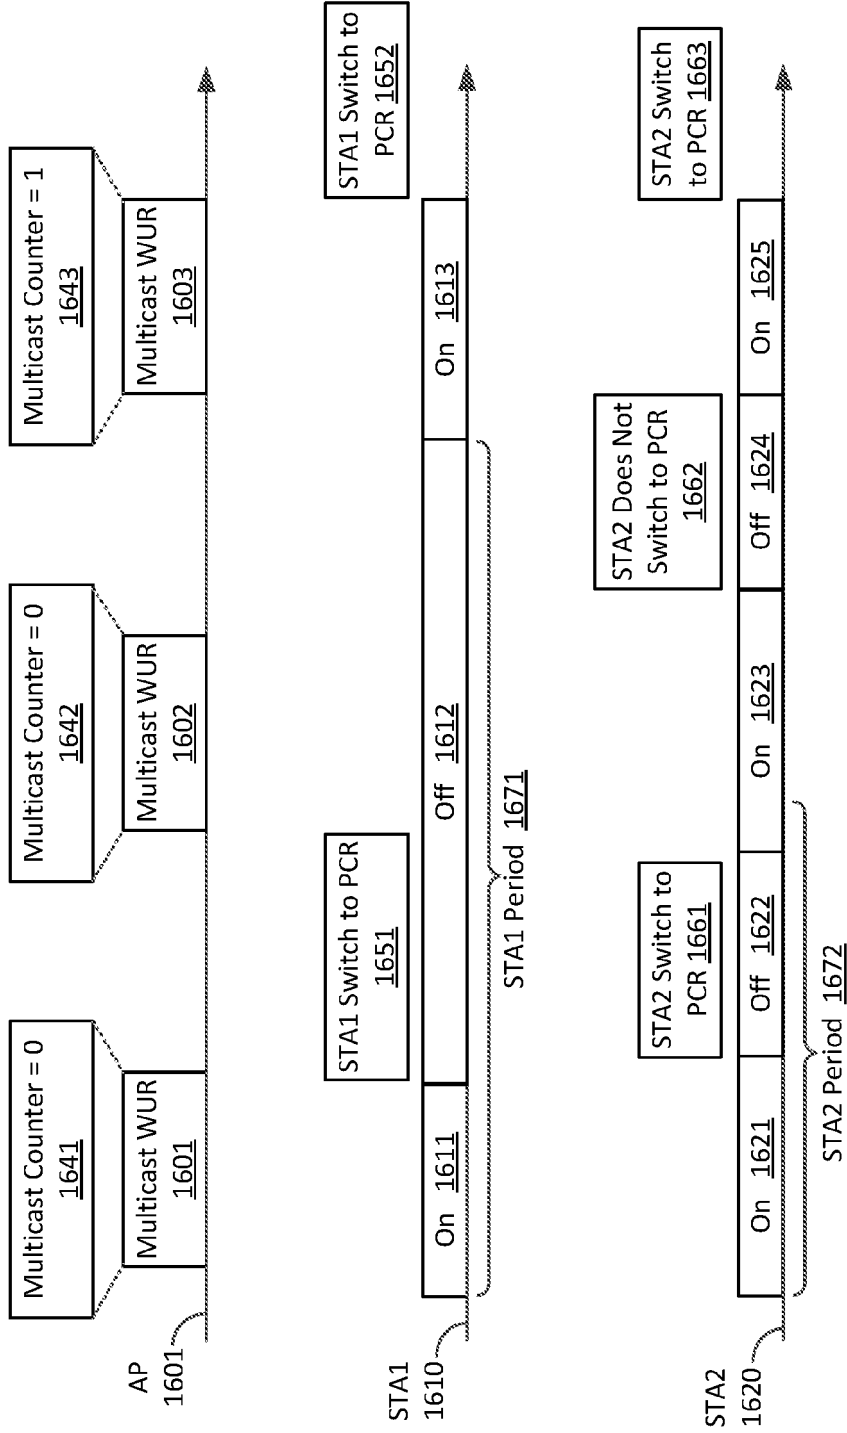 Multicast Counter = 0
1641
Multicast Counter = 0
1642
Multicast Counter = 1
1643
Multicast WUR
1601
Multicast WUR
1602
Multicast WUR
1603
AP
1601
STA1 Switch to PCR
1651
STA1 Switch to
PCR 1652
On 1611
Off 1612
On 1613
STA1
1610
STA1 Period 1671
STA2 Switch to
PCR 1661
STA2 Does Not
Switch to PCR
1662
STA2 Switch
to PCR 1663
On 1621
Off 1622
On 1623
Off 1624
On 1625
STA2
1620
STA2 Period 1672